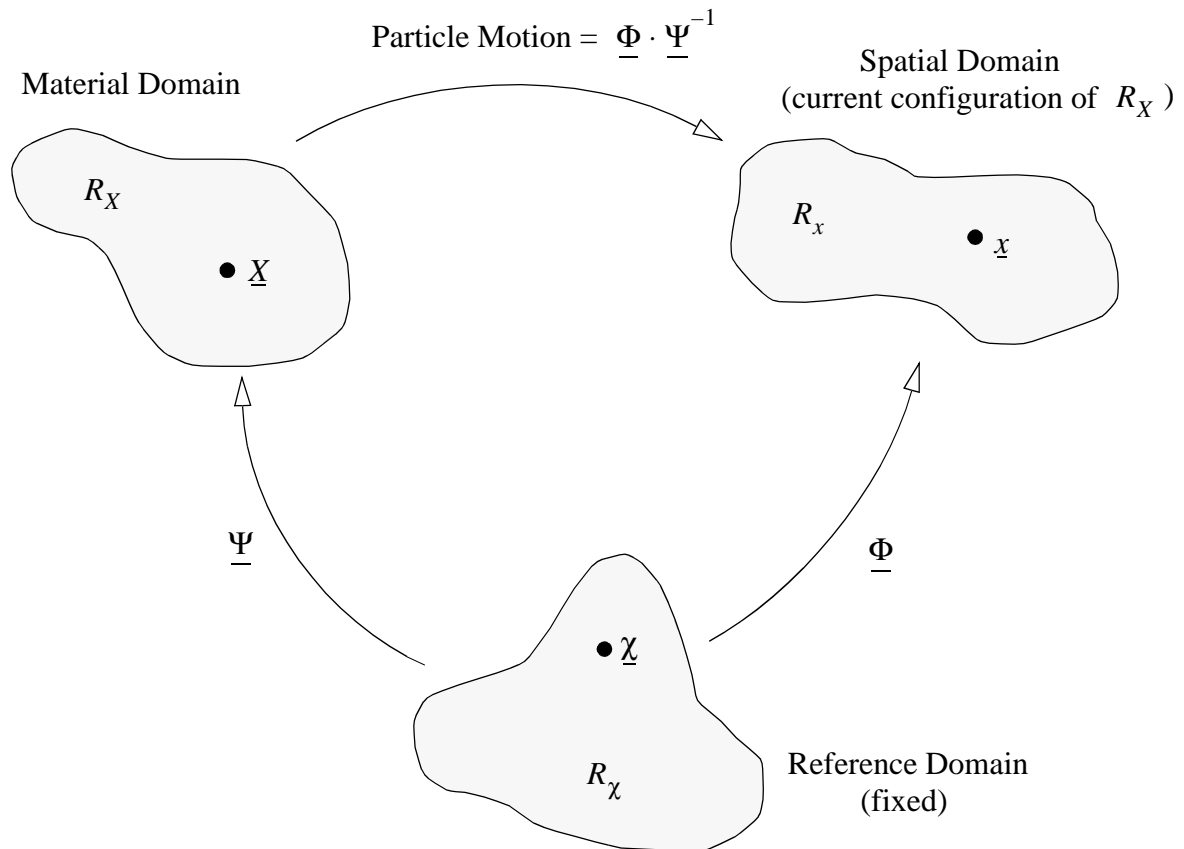 Particle Motion = Φ · Ψ⁻¹
Material Domain
Spatial Domain
(current configuration of R_X )
R_X
R_x
X
x
Ψ
Φ
χ
R_χ
Reference Domain
(fixed)